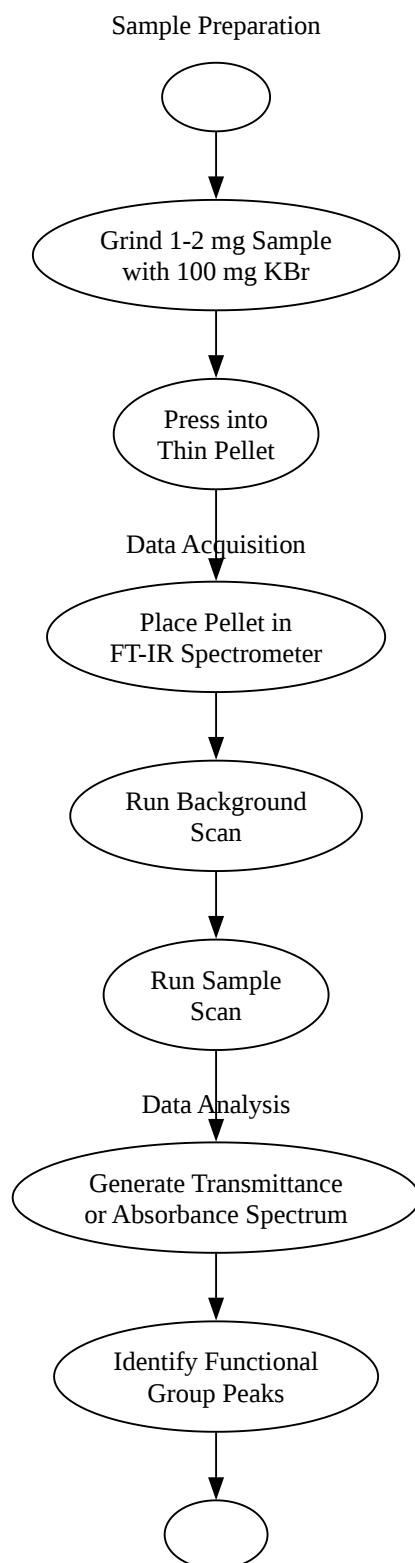 Sample Preparation
Grind 1-2 mg Sample
with 100 mg KBr
Press into
Thin Pellet
Data Acquisition
Place Pellet in
FT-IR Spectrometer
Run Background
Scan
Run Sample
Scan
Data Analysis
Generate Transmittance
or Absorbance Spectrum
Identify Functional
Group Peaks